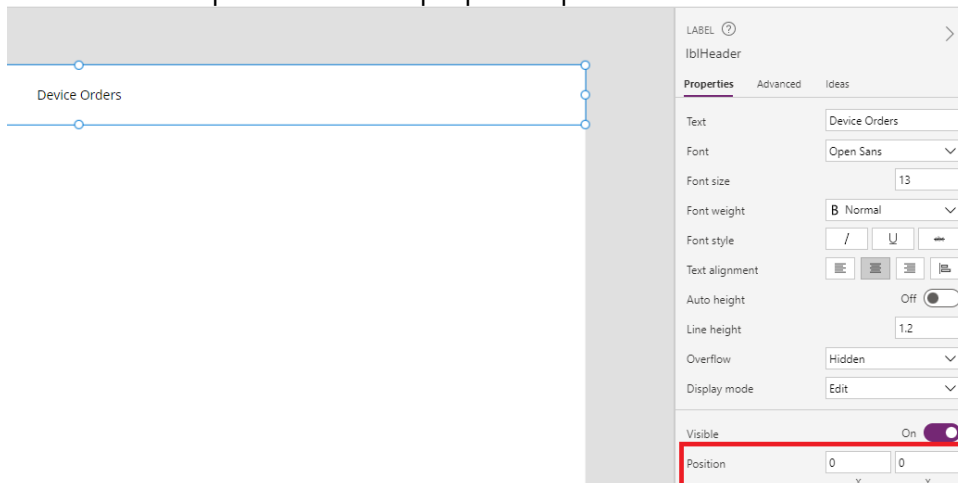 LABEL ?
lblHeader
Properties Advanced Ideas
Device Orders
Text Device Orders
Font Open Sans
Font size 13
Font weight B Normal
Font style / U abc
Text alignment
Auto height Off
Line height 1.2
Overflow Hidden
Display mode Edit
Visible On
Position 0 0
X